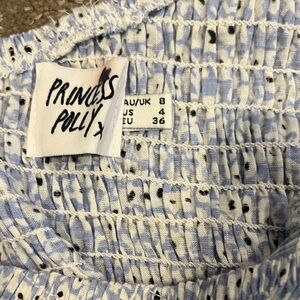 PRINCESS
POLLY
AU/UK 8
US 4
EU 36